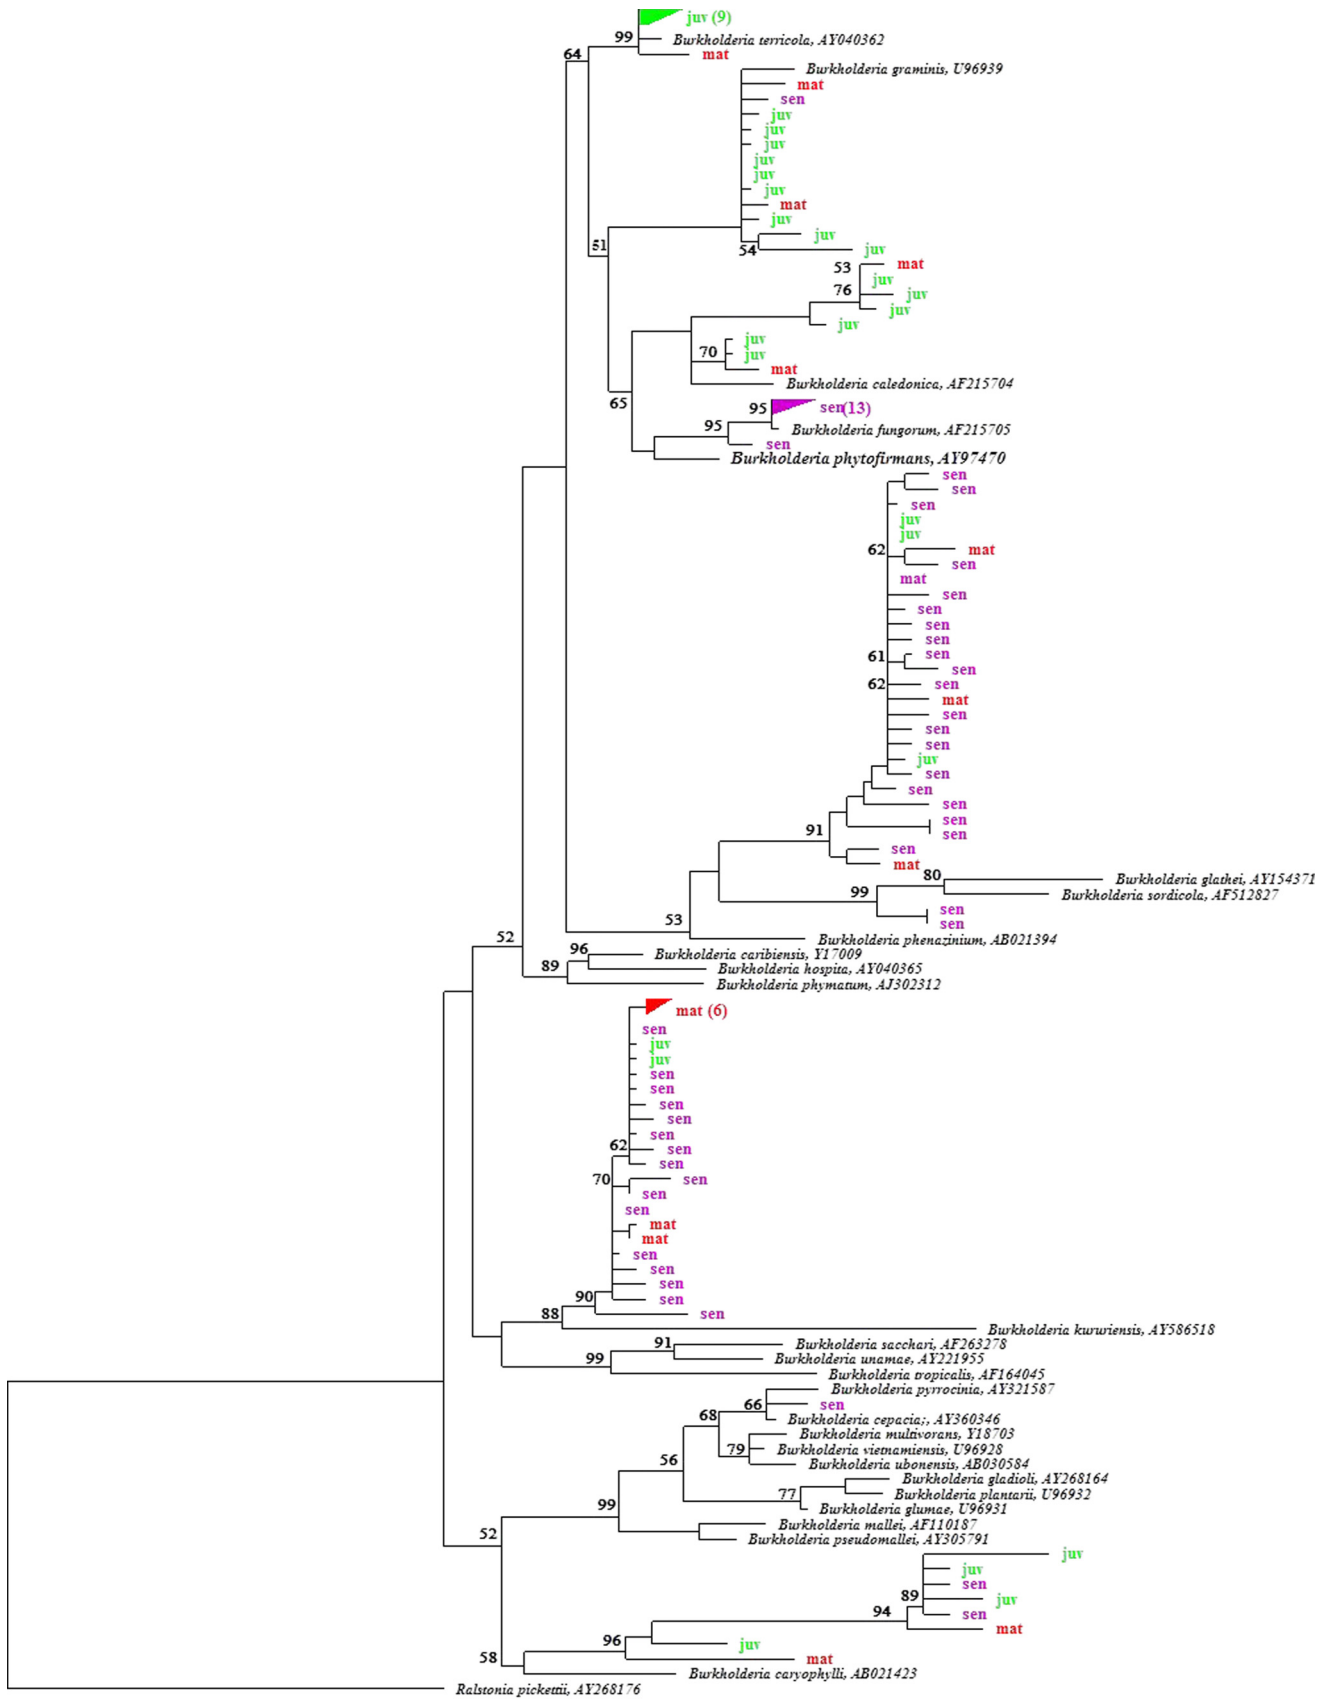 juv (9)
99
Burkholderia terricola, AY040362
64
mat
Burkholderia graminis, U96939
mat
sen
juv
juv
juv
juv
juv
juv
mat
juv
juv
51
54
juv
53
mat
juv
76
juv
juv
juv
juv
70
juv
mat
Burkholderia caledonica, AF215704
65
95
sen(13)
95
Burkholderia fungorum, AF215705
sen
Burkholderia phytofirmans, AY97470
sen
sen
sen
juv
juv
62
mat
sen
mat
sen
sen
sen
sen
61
sen
sen
62
sen
mat
sen
sen
sen
juv
sen
sen
sen
sen
91
sen
sen
mat
80
Burkholderia glathei, AY154371
99
Burkholderia sordicola, AF512827
sen
53
sen
52
Burkholderia phenazinium, AB021394
96
Burkholderia caribiensis, Y17009
89
Burkholderia hospita, AY040365
Burkholderia phymatum, AJ302312
mat (6)
sen
juv
juv
sen
sen
sen
sen
sen
62
sen
sen
70
sen
sen
sen
mat
mat
sen
sen
sen
90
sen
88
sen
Burkholderia kururiensis, AY586518
91
Burkholderia sacchari, AF263278
99
Burkholderia unamae, AY221955
Burkholderia tropicalis, AF164045
Burkholderia pyrrocinia, AY321587
66
sen
68
Burkholderia cepacia;, AY360346
Burkholderia multivorans, Y18703
79
Burkholderia vietnamiensis, U96928
56
Burkholderia ubonensis, AB030584
Burkholderia gladioli, AY268164
77
Burkholderia plantarii, U96932
99
Burkholderia glumae, U96931
Burkholderia mallei, AF110187
52
Burkholderia pseudomallei, AY305791
juv
juv
sen
89
juv
94
sen
mat
96
juv
58
mat
Burkholderia caryophylli, AB021423
Ralstonia pickettii, AY268176